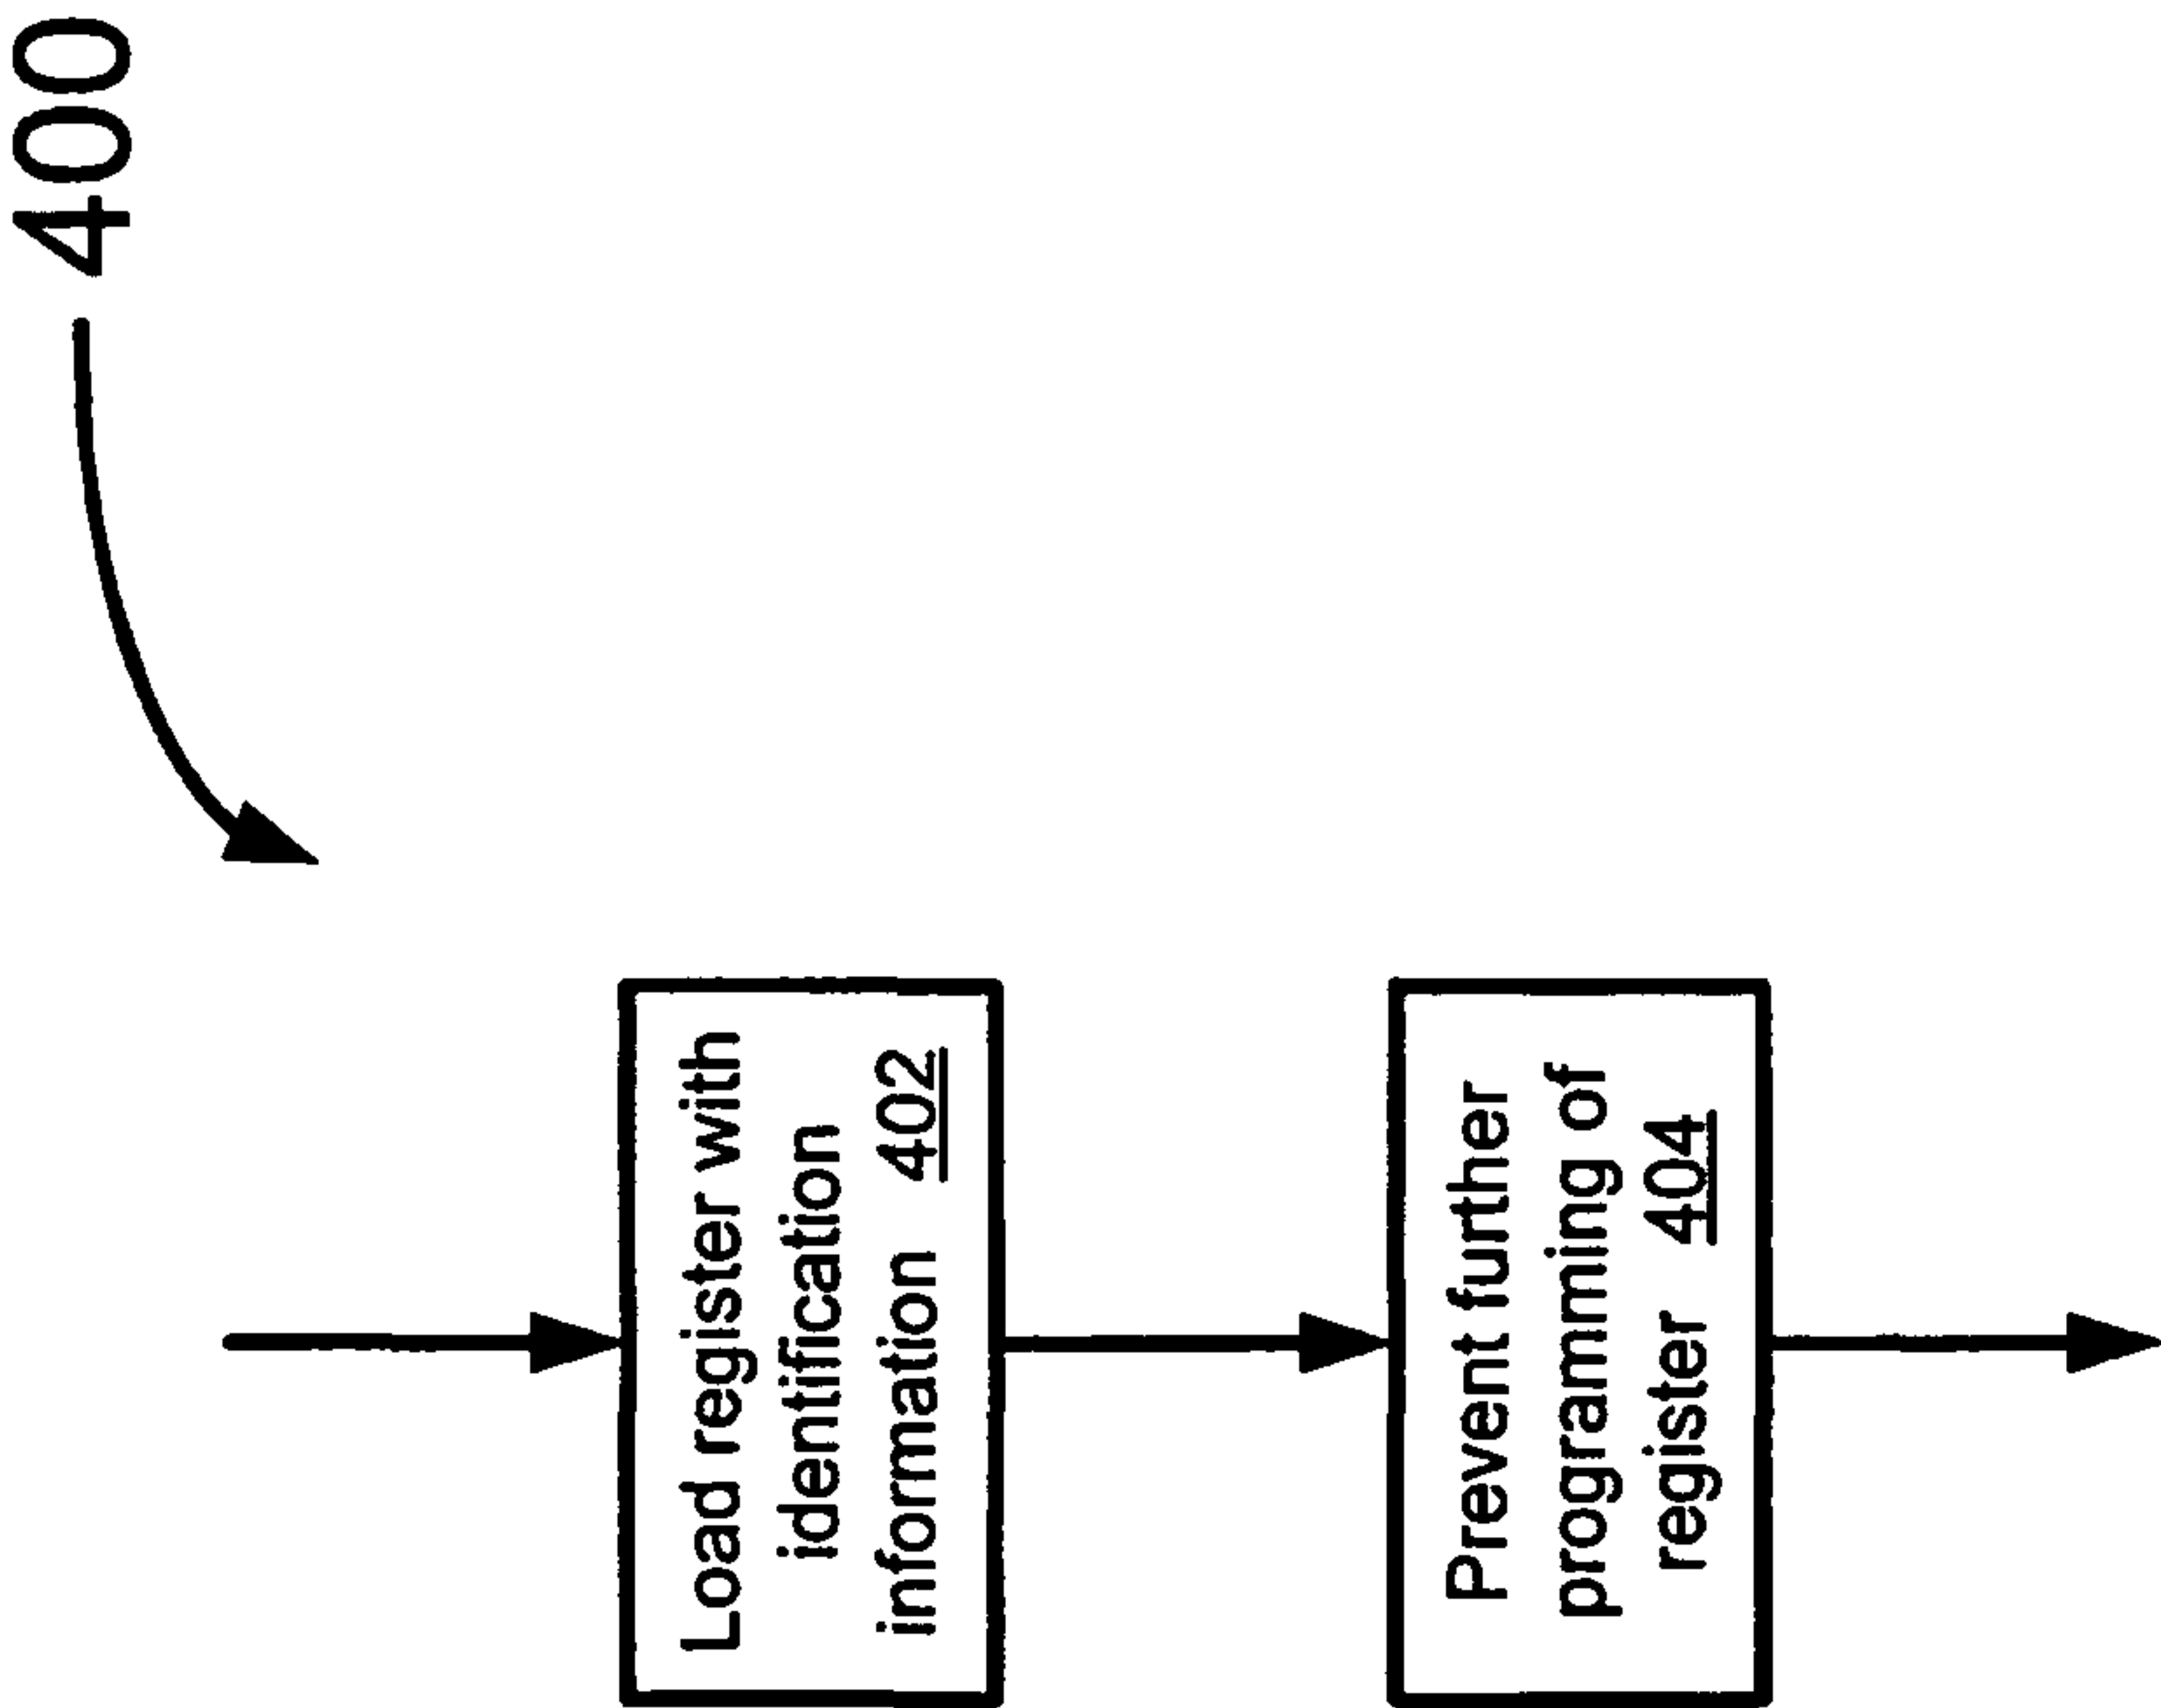 400
Load register with
identification
information 402
Prevent further
programming of
register 404